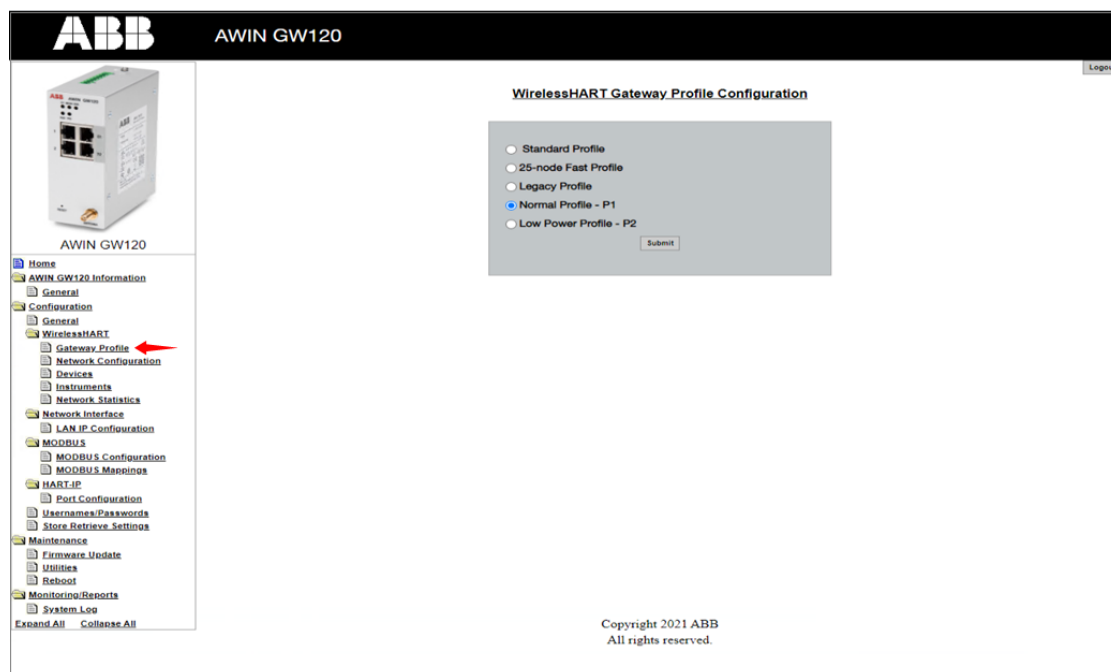 ABB
AWIN GW120
Logou
WirelessHART Gateway Profile Configuration
Standard Profile
25-node Fast Profile
Legacy Profile
Normal Profile - P1
Low Power Profile - P2
Submit
ABB
AWIN GW120
Home
AWIN GW120 Information
General
Configuration
General
WirelessHART
Gateway Profile
Network Configuration
Devices
Instruments
Network Statistics
Network Interface
LAN IP Configuration
MODBUS
MODBUS Configuration
MODBUS Mappings
HART-IP
Port Configuration
Usernames/Passwords
Store Retrieve Settings
Maintenance
Firmware Update
Utilities
Reboot
Monitoring/Reports
System Log
Expand All Collapse All
Copyright 2021 ABB
All rights reserved.